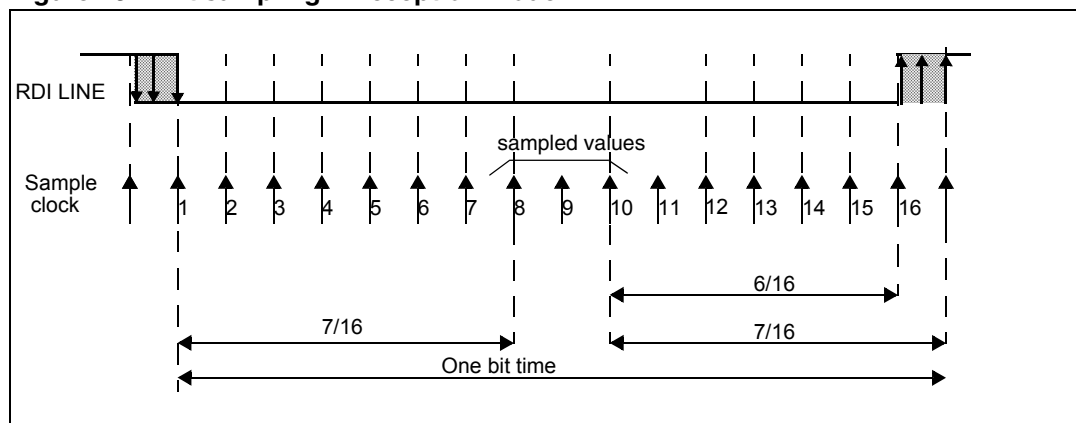 RDI LINE
sampled values
Sample
clock
1 2 3 4 5 6 7 8 9 10 11 12 13 14 15 16
6/16
7/16
7/16
One bit time